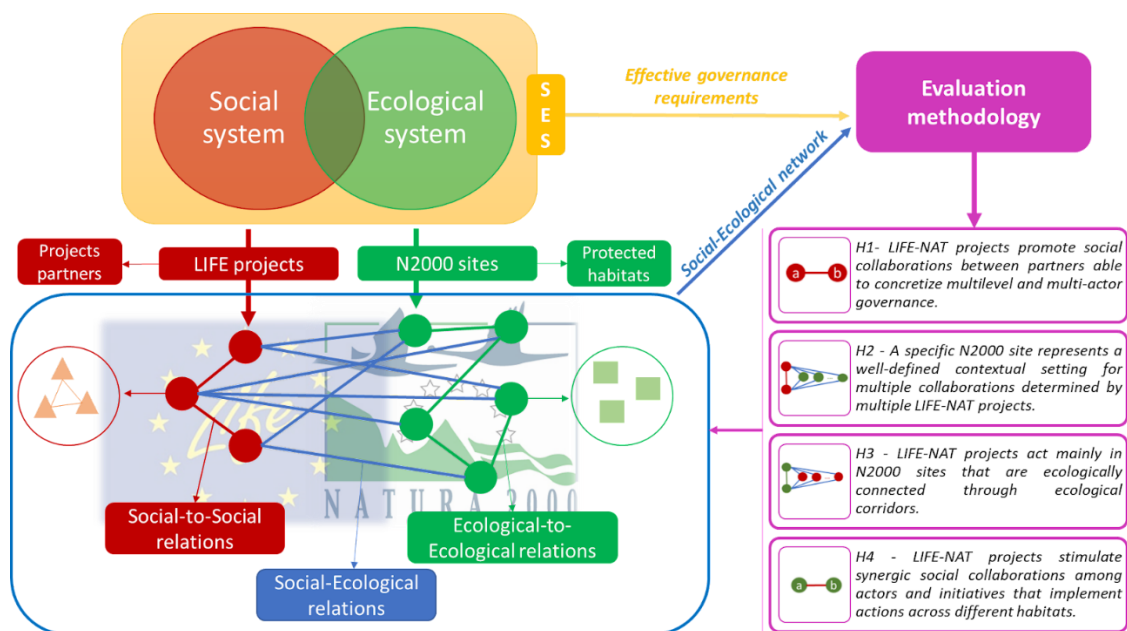 Social
system
Ecological
system
S
E
S
Effective governance
requirements
Evaluation
methodology
Social-Ecological network
Projects
partners
LIFE projects
N2000 sites
Protected
habitats
Life
NATURA 2000
Social-to-Social
relations
Ecological-to-
Ecological relations
Social-Ecological
relations
a b
H1- LIFE-NAT projects promote social
collaborations between partners able
to concretize multilevel and multi-actor
governance.
H2 - A specific N2000 site represents a
well-defined contextual setting for
multiple collaborations determined by
multiple LIFE-NAT projects.
H3 - LIFE-NAT projects act mainly in
N2000 sites that are ecologically
connected through ecological
corridors.
a b
H4 - LIFE-NAT projects stimulate
synergic social collaborations among
actors and initiatives that implement
actions across different habitats.